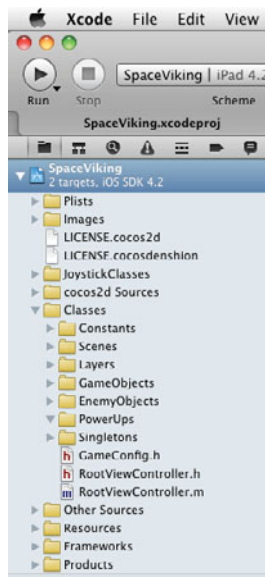 Xcode File Edit View
SpaceViking | iPad 4.2
Run Stop Scheme
SpaceViking.xcodeproj
SpaceViking
2 targets, iOS SDK 4.2
Plists
Images
LICENSE.cocos2d
LICENSE.cocosdenshion
JoystickClasses
cocos2d Sources
Classes
Constants
Scenes
Layers
GameObjects
EnemyObjects
PowerUps
Singletons
h GameConfig.h
h RootViewController.h
m RootViewController.m
Other Sources
Resources
Frameworks
Products